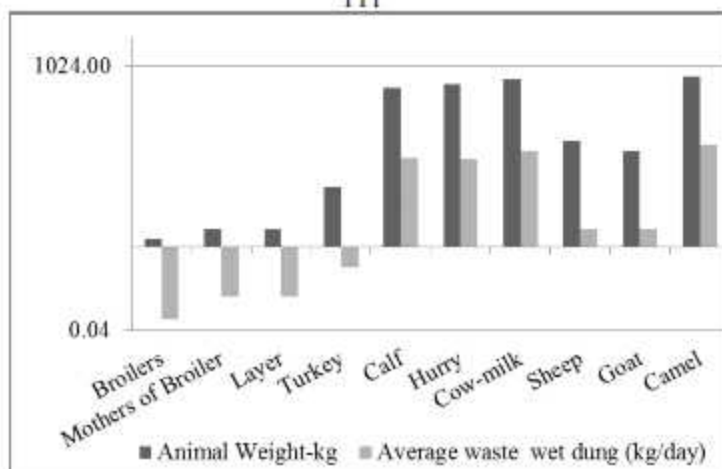 1024.00
0.04
Broilers
Mothers of Broiler
Layer
Turkey
Calf
Hurry
Cow-milk
Sheep
Goat
Camel
Animal Weight-kg Average waste wet dung (kg/day)